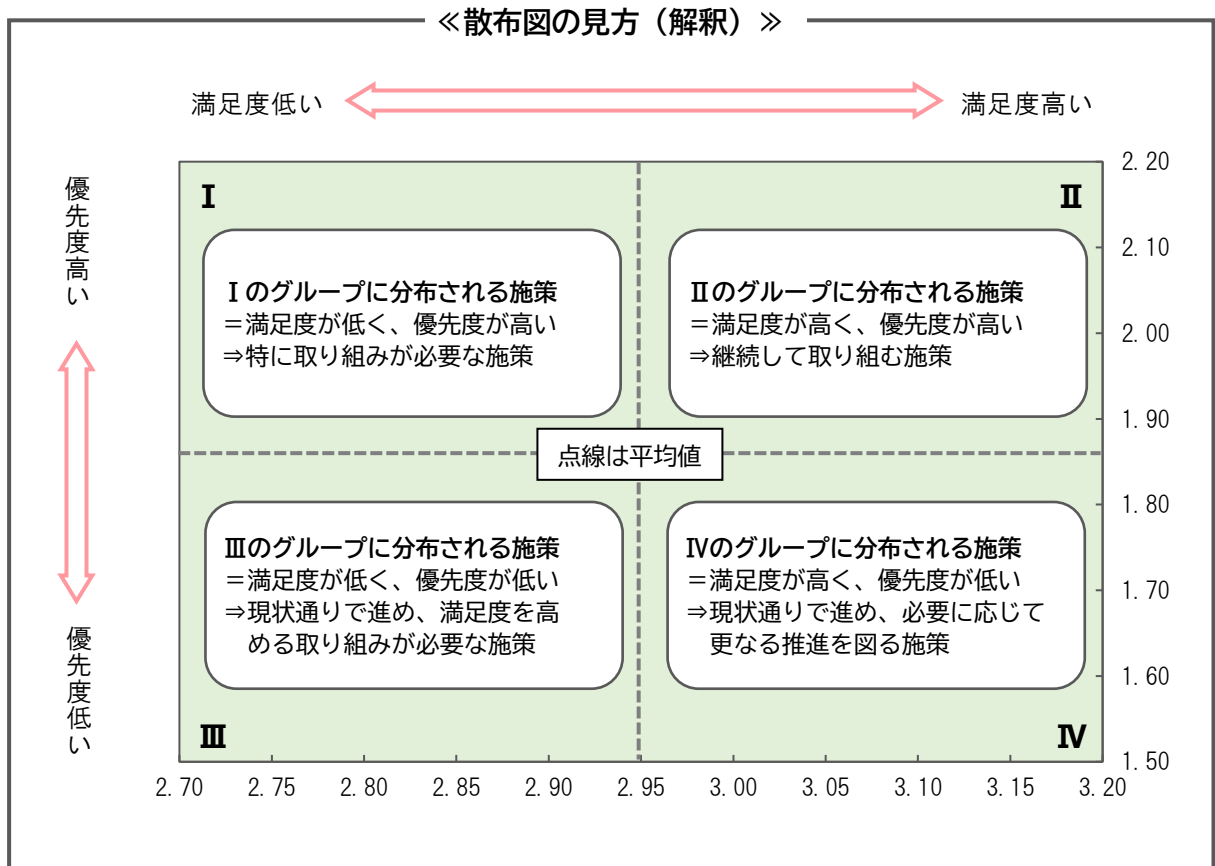 ≪散布図の見方（解釈）≫
満足度低い
満足度高い
優先度高い
優先度低い
Ⅰ
Ⅰのグループに分布される施策
＝満足度が低く、優先度が高い
⇒特に取り組みが必要な施策
Ⅱ
Ⅱのグループに分布される施策
＝満足度が高く、優先度が高い
⇒継続して取り組む施策
点線は平均値
Ⅲのグループに分布される施策
＝満足度が低く、優先度が低い
⇒現状通りで進め、満足度を高
める取り組みが必要な施策
Ⅲ
Ⅳのグループに分布される施策
＝満足度が高く、優先度が低い
⇒現状通りで進め、必要に応じて
更なる推進を図る施策
Ⅳ
2.20
2.10
2.00
1.90
1.80
1.70
1.60
1.50
2.70 2.75 2.80 2.85 2.90 2.95 3.00 3.05 3.10 3.15 3.20